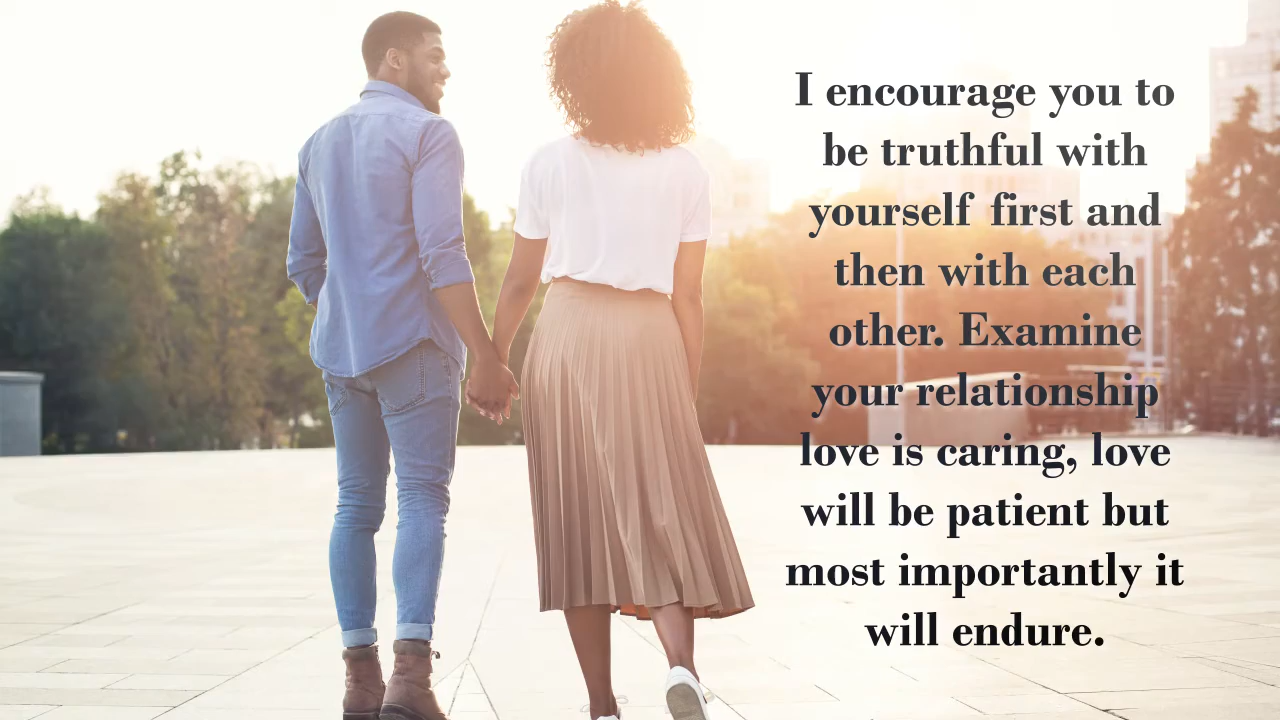 I encourage you to
be truthful with
yourself first and
then with each
other. Examine
your relationship
love is caring, love
will be patient but
most importantly it
will endure.